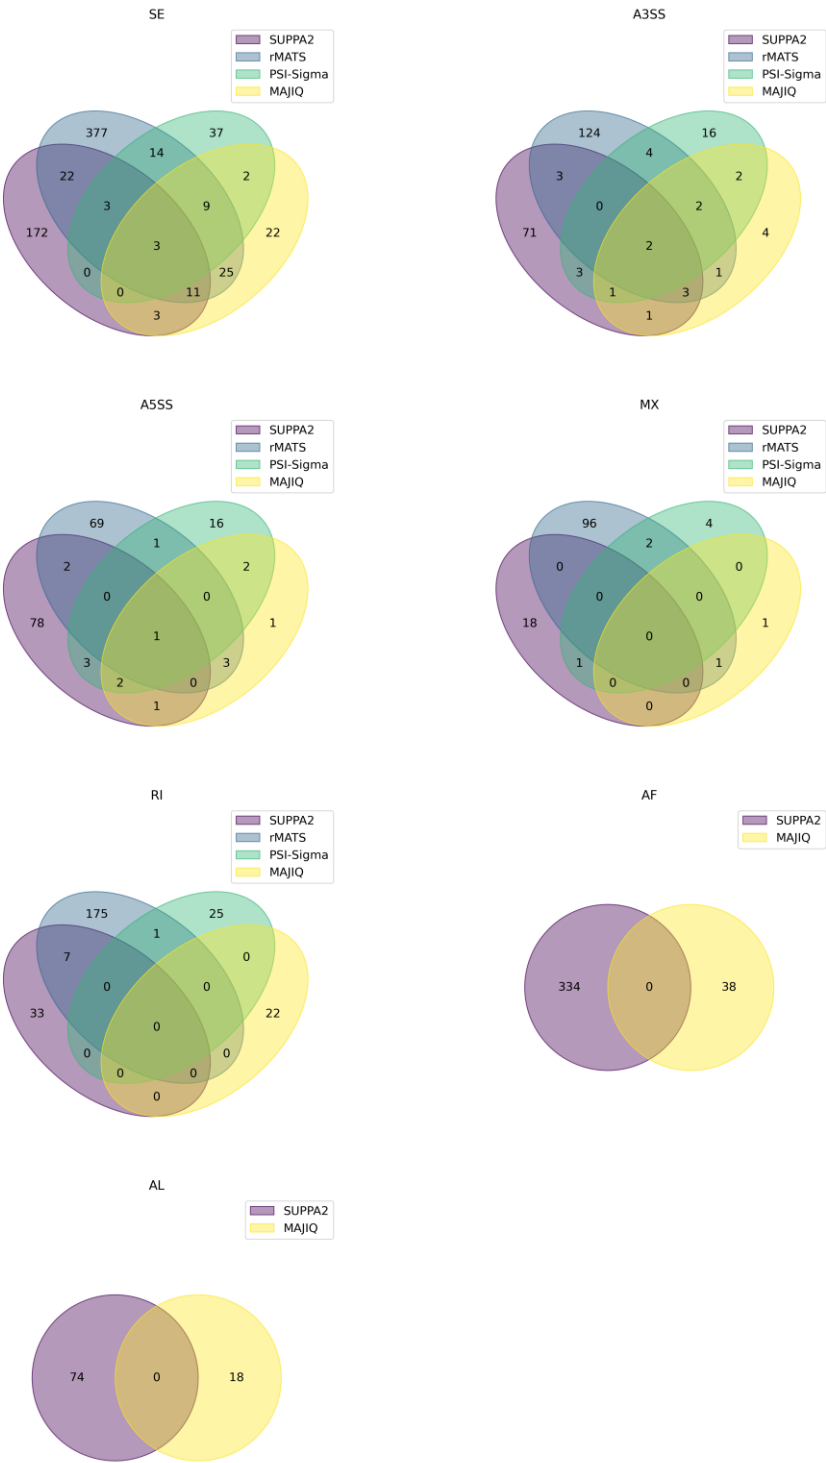 SE
SUPPA2
rMATS
PSI-Sigma
MAJIQ
377
37
14
22
2
3
9
172
22
3
0
25
0
11
3
A3SS
SUPPA2
rMATS
PSI-Sigma
MAJIQ
124
16
4
3
2
0
2
71
4
2
3
1
1
3
1
A5SS
SUPPA2
rMATS
PSI-Sigma
MAJIQ
69
16
1
2
2
0
0
78
1
1
3
3
2
0
1
MX
SUPPA2
rMATS
PSI-Sigma
MAJIQ
96
4
2
0
0
0
0
18
1
0
1
1
0
0
0
RI
SUPPA2
rMATS
PSI-Sigma
MAJIQ
175
25
1
7
0
0
0
33
22
0
0
0
0
0
0
AF
SUPPA2
MAJIQ
334
0
38
AL
SUPPA2
MAJIQ
74
0
18